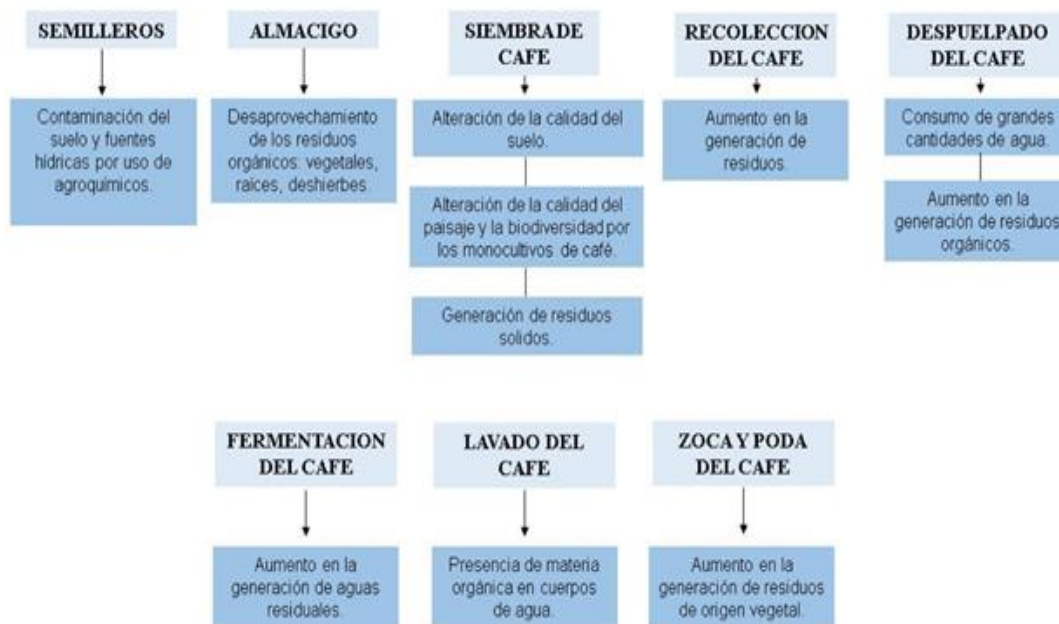 SEMILLEROS
Contaminación del
suelo y fuentes
hídricas por uso de
agroquímicos.
ALMACIGO
Desaprovechamiento
de los residuos
orgánicos: vegetales,
raíces, deshierbes
SIEMBRA DE
CAFE
Alteración de la calidad del
suelo.
Alteración de la calidad del
paisaje y la biodiversidad por
los monocultivos de café.
Generación de residuos
solidos.
RECOLECCION
DEL CAFE
Aumento en la
generación de
residuos.
DESPUELPADO
DEL CAFE
Consumo de grandes
cantidades de agua.
Aumento en la
generación de residuos
orgánicos.
FERMENTACION
DEL CAFE
Aumento en la
generación de aguas
residuales.
LAVADO DEL
CAFE
Presencia de materia
orgánica en cuerpos
de agua.
ZOCA Y PODA
DEL CAFE
Aumento en la
generación de residuos
de origen vegetal.